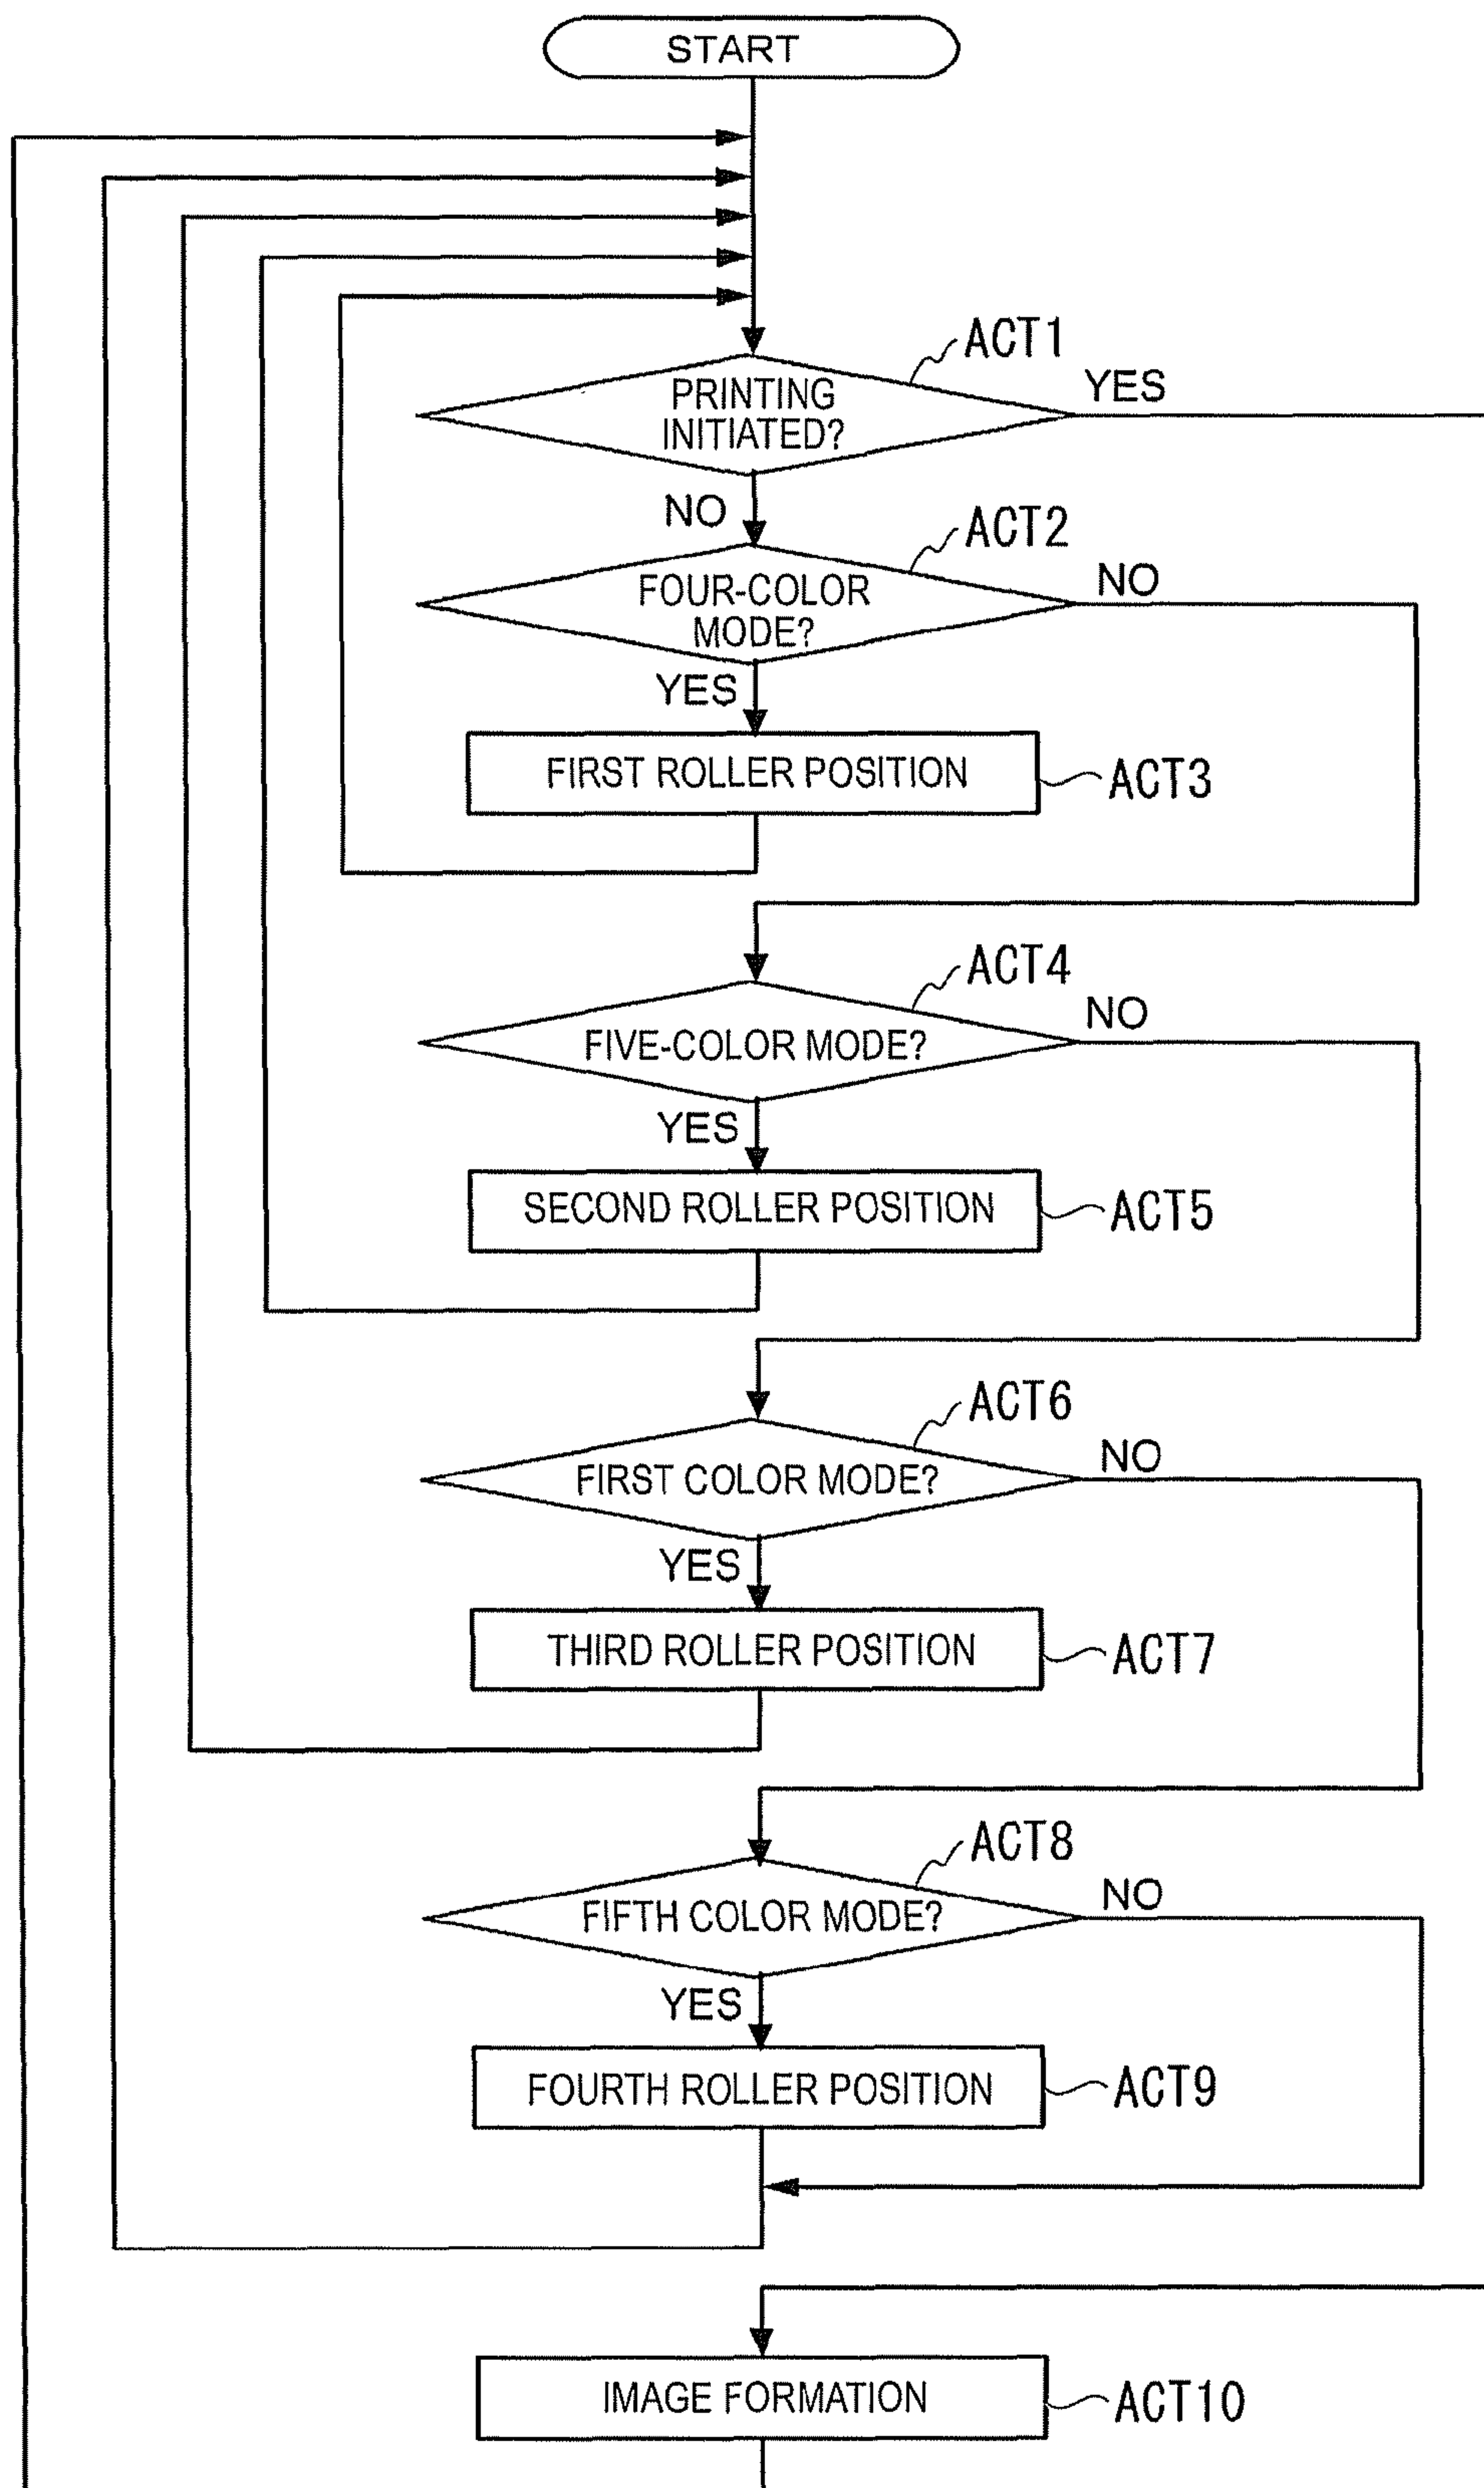 START
ACT1
PRINTING
INITIATED?
YES
NO
ACT2
FOUR-COLOR
MODE?
NO
YES
FIRST ROLLER POSITION
ACT3
ACT4
FIVE-COLOR MODE?
NO
YES
SECOND ROLLER POSITION
ACT5
ACT6
FIRST COLOR MODE?
NO
YES
THIRD ROLLER POSITION
ACT7
ACT8
FIFTH COLOR MODE?
NO
YES
FOURTH ROLLER POSITION
ACT9
IMAGE FORMATION
ACT10